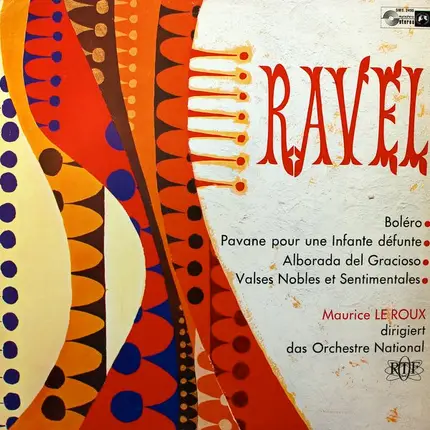 stereo
RAVEL
Boléro
Pavane pour une Infante défunte
Alborada del Gracioso
Valses Nobles et Sentimentales
Maurice LE ROUX
dirigiert
das Orchestre National
RTF